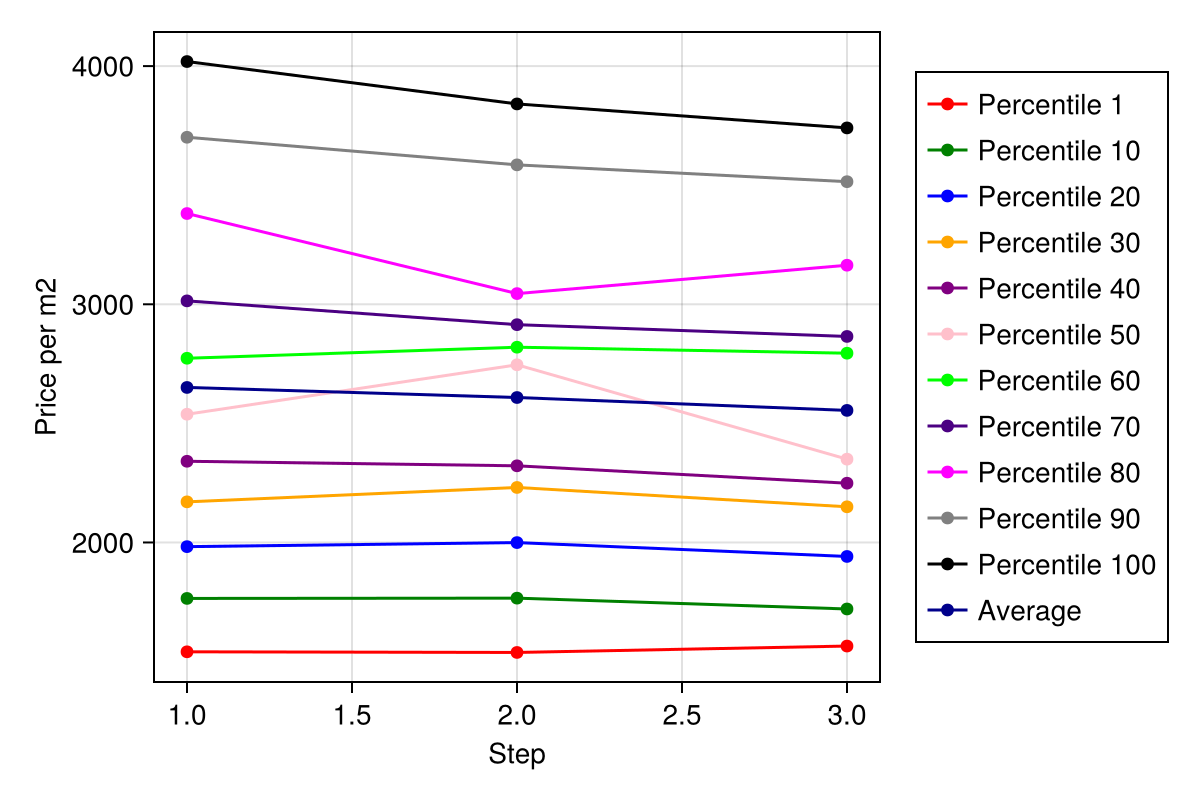 4000
3000
2000
Price per m2
1.0 1.5 2.0 2.5 3.0
Step
Percentile 1
Percentile 10
Percentile 20
Percentile 30
Percentile 40
Percentile 50
Percentile 60
Percentile 70
Percentile 80
Percentile 90
Percentile 100
Average